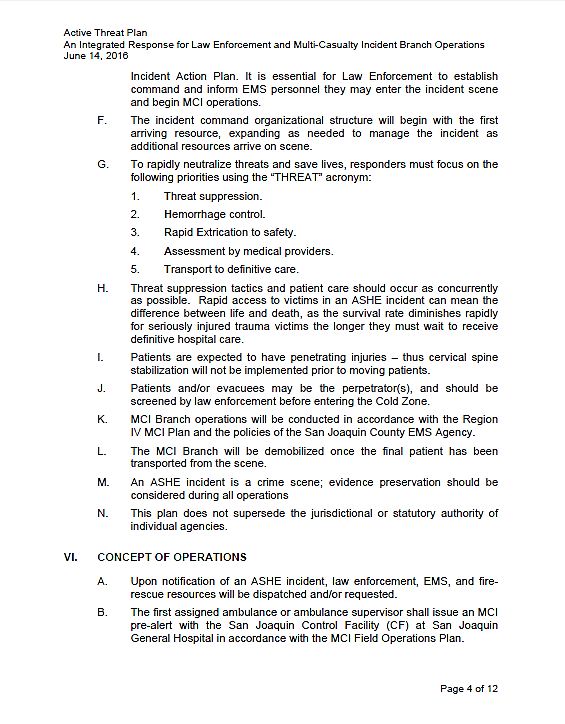 Active Threat Plan
An Integrated Response for Law Enforcement and Multi-Casualty Incident Branch Operations
June 14, 2016
Incident Action Plan. It is essential for Law Enforcement to establish
command and inform EMS personnel they may enter the incident scene
and begin MCI operations.
F. The incident command organizational structure will begin with the first
arriving resource, expanding as needed to manage the incident as
additional resources arrive on scene.
G. To rapidly neutralize threats and save lives, responders must focus on the
following priorities using the “THREAT” acronym:
1. Threat suppression.
2. Hemorrhage control.
3. Rapid Extrication to safety.
4. Assessment by medical providers.
5. Transport to definitive care.
H. Threat suppression tactics and patient care should occur as concurrently
as possible. Rapid access to victims in an ASHE incident can mean the
difference between life and death, as the survival rate diminishes rapidly
for seriously injured trauma victims the longer they must wait to receive
definitive hospital care.
I. Patients are expected to have penetrating injuries – thus cervical spine
stabilization will not be implemented prior to moving patients.
J. Patients and/or evacuees may be the perpetrator(s), and should be
screened by law enforcement before entering the Cold Zone.
K. MCI Branch operations will be conducted in accordance with the Region
IV MCI Plan and the policies of the San Joaquin County EMS Agency.
L. The MCI Branch will be demobilized once the final patient has been
transported from the scene.
M. An ASHE incident is a crime scene; evidence preservation should be
considered during all operations
N. This plan does not supersede the jurisdictional or statutory authority of
individual agencies.
VI. CONCEPT OF OPERATIONS
A. Upon notification of an ASHE incident, law enforcement, EMS, and fire-
rescue resources will be dispatched and/or requested.
B. The first assigned ambulance or ambulance supervisor shall issue an MCI
pre-alert with the San Joaquin Control Facility (CF) at San Joaquin
General Hospital in accordance with the MCI Field Operations Plan.
Page 4 of 12